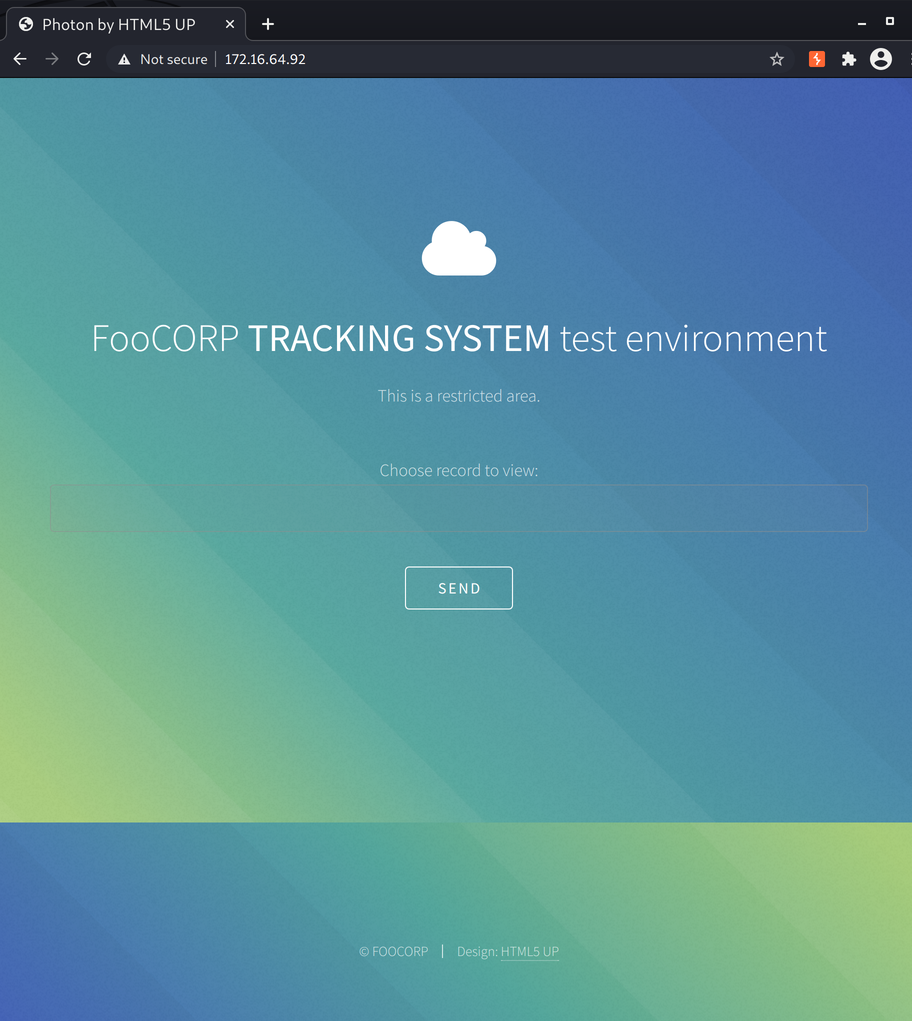 Photon by HTML5 UP
Not secure 172.16.64.92
FooCORP TRACKING SYSTEM test environment
This is a restricted area.
Choose record to view:
SEND
© FOOCORP Design: HTML5 UP